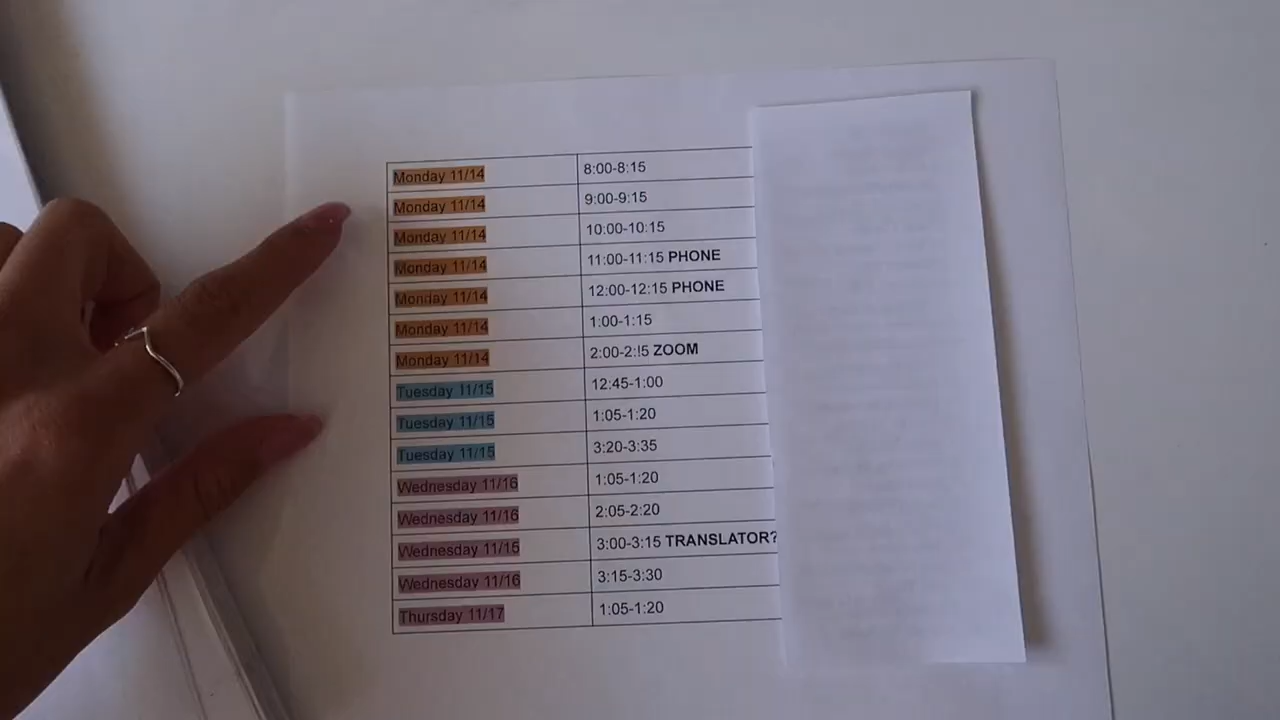 Monday 11/14 8:00-8:15
Monday 11/14 9:00-9:15
Monday 11/14 10:00-10:15
Monday 11/14 11:00-11:15 PHONE
Monday 11/14 12:00-12:15 PHONE
Monday 11/14 1:00-1:15
Monday 11/14 2:00-2:15 ZOOM
Tuesday 11/15 12:45-1:00
Tuesday 11/15 1:05-1:20
Tuesday 11/15 3:20-3:35
Wednesday 11/16 1:05-1:20
Wednesday 11/16 2:05-2:20
Wednesday 11/15 3:00-3:15 TRANSLATOR?
Wednesday 11/16 3:15-3:30
Thursday 11/17 1:05-1:20